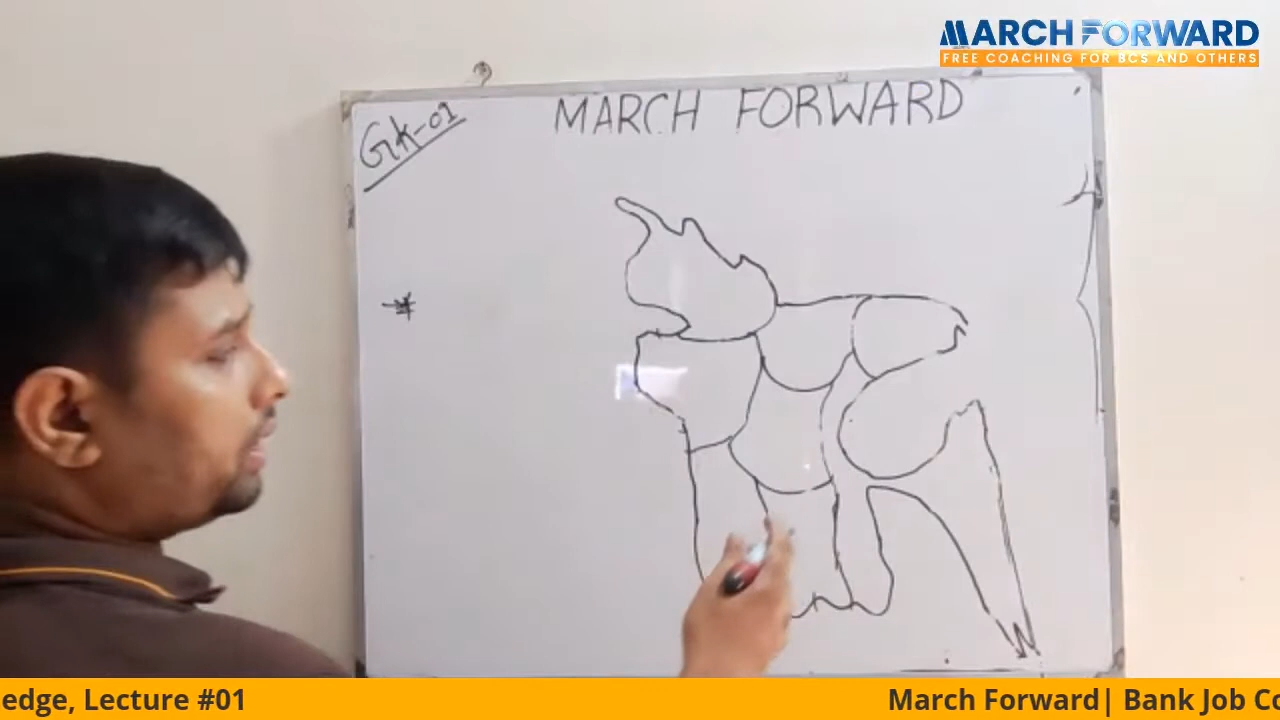 MARCH FORWARD
FREE COACHING FOR BCS AND OTHERS
GK-01
MARCH FORWARD
edge, Lecture #01
March Forward| Bank Job Co